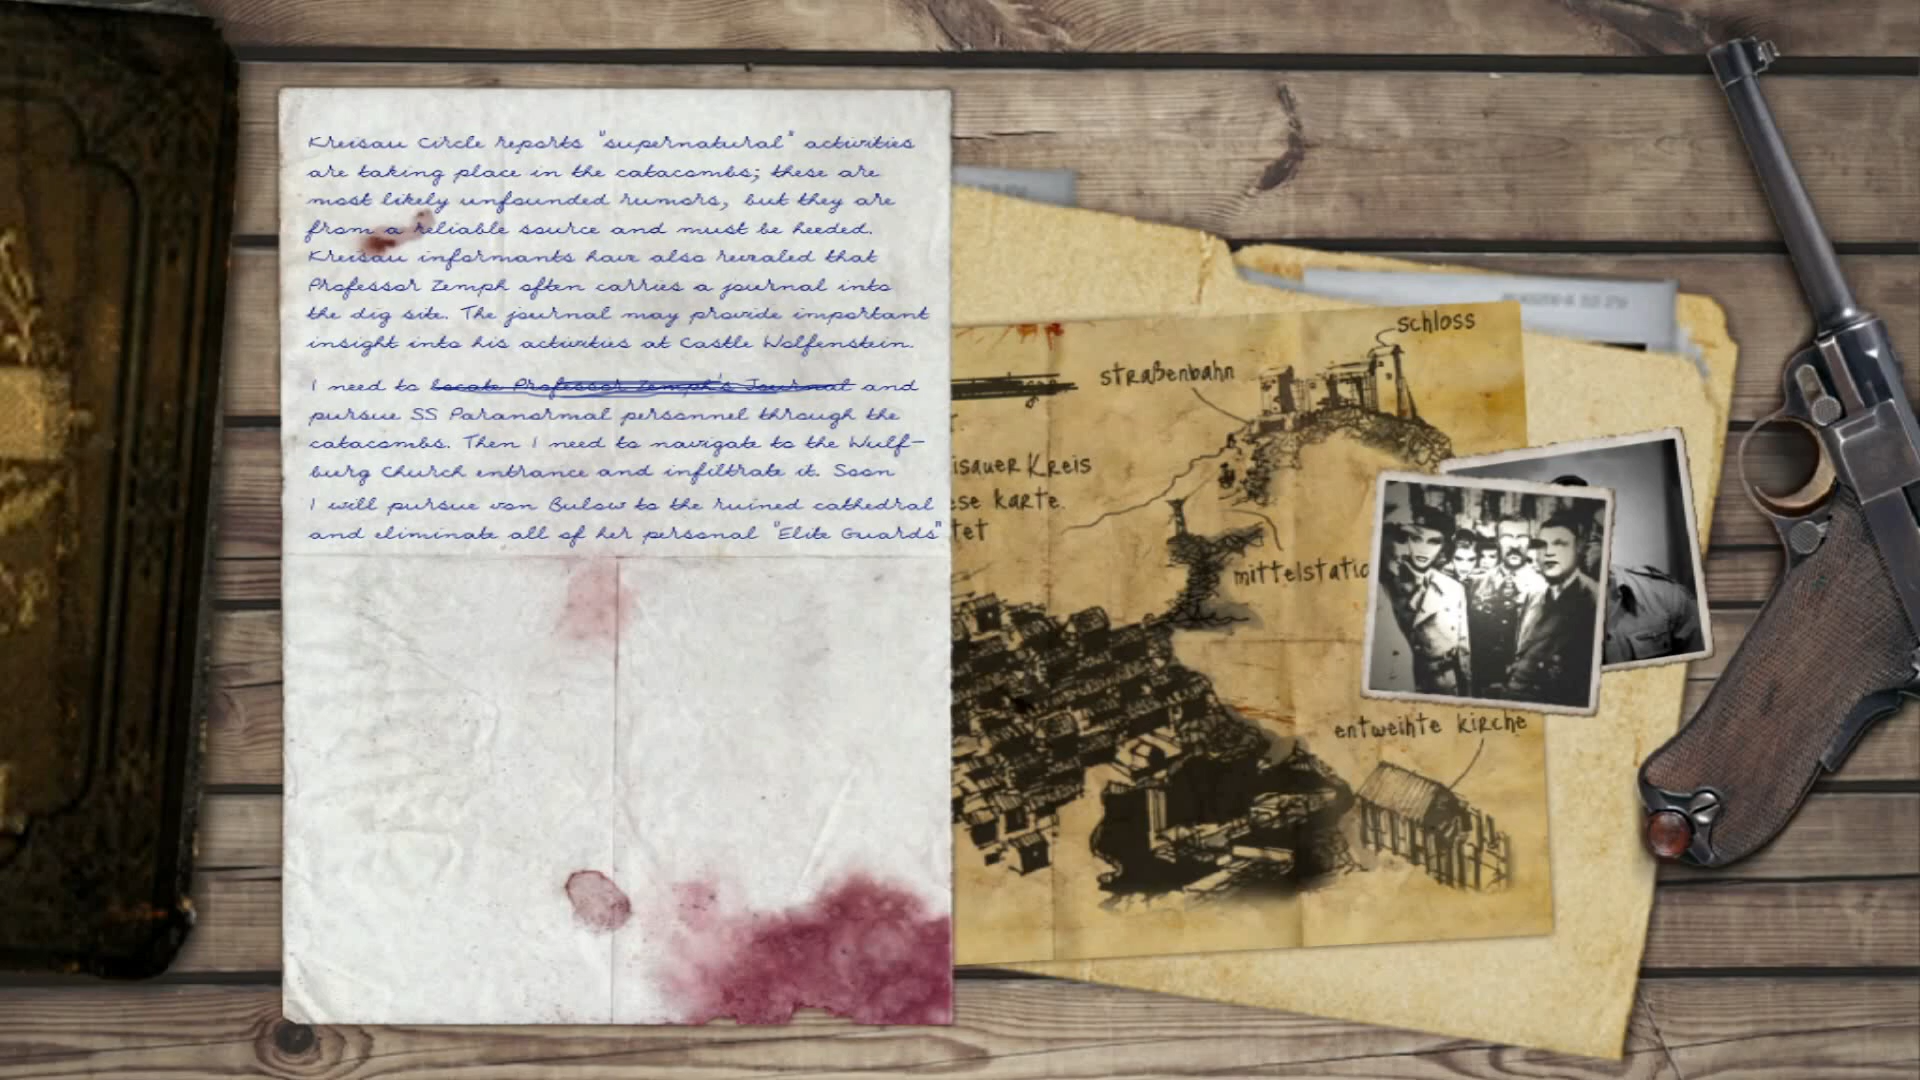 Kreisau Circle reports "supernatural" activities
are taking place in the catacombs; these are
most likely unfounded rumors, but they are
from a reliable source and must be heeded.
Kreisau informants have also revealed that
Professor Zemph often carries a journal into
the dig site. The journal may provide important
insight into his activities at Castle Wolfenstein.
I need to locate Professor Zemph's Journal and
pursue SS Paranormal personnel through the
catacombs. Then I need to navigate to the Wulf-
burg Church entrance and infiltrate it. Soon
I will pursue von Bulow to the ruined cathedral
and eliminate all of her personal "Elite Guards"
schloss
straßenbahn
isauer Kreis
ese karte.
tet
mittelstatio
entweihte kirche